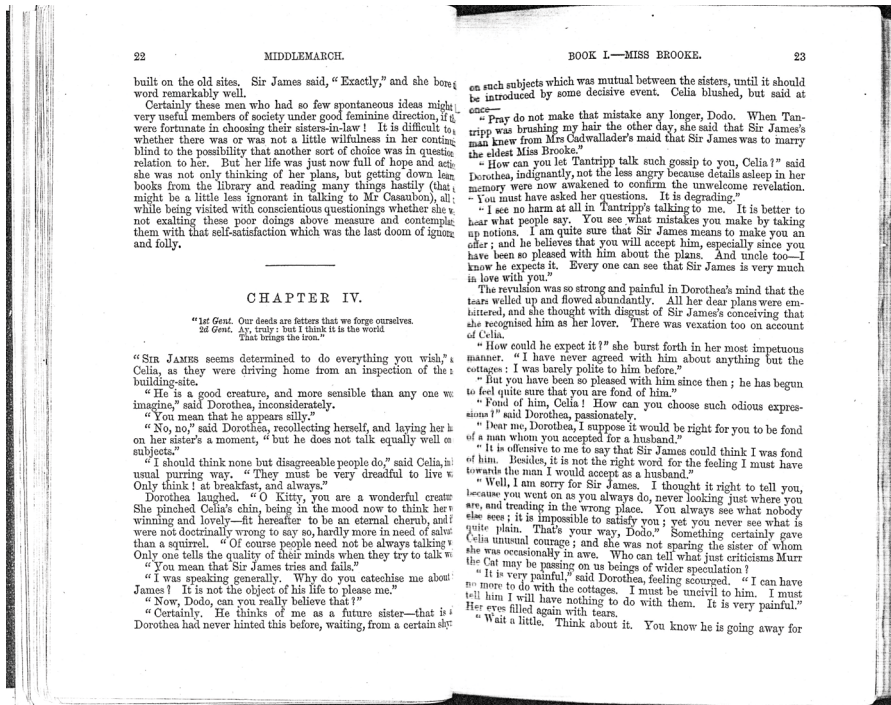 22 MIDDLEMARCH.
built on the old sites. Sir James said, “Exactly,” and she bore
word remarkably well.
Certainly these men who had so few spontaneous ideas might
very useful members of society under good feminine direction, if
were fortunate in choosing their sisters-in-law! It is difficult to
whether there was or was not a little wilfulness in her
blind to the possibility that another sort of choice was in
relation to her. But her life was just now full of hope and
she was not only thinking of her plans, but getting down
books from the library and reading many things hastily (that
might be a little less ignorant in talking to Mr Casaubon), all
while being visited with conscientious questionings whether she
not exalting these poor doings above measure and
them with that self-satisfaction which was the last doom of
and folly.
CHAPTER IV.
“1st Gent. Our deeds are fetters that we forge ourselves.
2d Gent. Ay, truly: but I think it is the world
That brings the iron.”
“SIR JAMES seems determined to do everything you wish,”
Celia, as they were driving home from an inspection of the
building-site.
“He is a good creature, and more sensible than any one
imagine,” said Dorothea, inconsiderately.
“You mean that he appears silly.”
“No, no,” said Dorothea, recollecting herself, and laying her
on her sister’s a moment, “but he does not talk equally well on
subjects.”
“I should think none but disagreeable people do,” said Celia, in
usual purring way. “They must be very dreadful to live
Only think! at breakfast, and always.”
Dorothea laughed. “O Kitty, you are a wonderful
She pinched Celia’s chin, being in the mood now to think her
winning and lovely—fit hereafter to be an eternal cherub, and
were not doctrinally wrong to say so, hardly more in need of
than a squirrel. “Of course people need not be always talking
Only one tells the quality of their minds when they try to talk
“You mean that Sir James tries and fails.”
“I was speaking generally. Why do you catechise me about
James? It is not the object of his life to please me.”
“Now, Dodo, can you really believe that?”
“Certainly. He thinks of me as a future sister—that is
Dorothea had never hinted this before, waiting, from a certain
BOOK I.—MISS BROOKE. 23
on such subjects which was mutual between the sisters, until it should
be introduced by some decisive event. Celia blushed, but said at
once—
“Pray do not make that mistake any longer, Dodo. When Tan-
tripp was brushing my hair the other day, she said that Sir James’s
man knew from Mrs Cadwallader’s maid that Sir James was to marry
the eldest Miss Brooke.”
“How can you let Tantripp talk such gossip to you, Celia?” said
Dorothea, indignantly, not the less angry because details asleep in her
memory were now awakened to confirm the unwelcome revelation.
“You must have asked her questions. It is degrading.”
“I see no harm at all in Tantripp’s talking to me. It is better to
hear what people say. You see what mistakes you make by taking
up notions. I am quite sure that Sir James means to make you an
offer; and he believes that you will accept him, especially since you
have been so pleased with him about the plans. And uncle too—I
know he expects it. Every one can see that Sir James is very much
in love with you.”
The revulsion was so strong and painful in Dorothea’s mind that the
tears welled up and flowed abundantly. All her dear plans were em-
bittered, and she thought with disgust of Sir James’s conceiving that
she recognised him as her lover. There was vexation too on account
of Celia.
“How could he expect it?” she burst forth in her most impetuous
manner. “I have never agreed with him about anything but the
cottages: I was barely polite to him before.”
“But you have been so pleased with him since then; he has begun
to feel quite sure that you are fond of him.”
“Fond of him, Celia! How can you choose such odious expres-
sions?” said Dorothea, passionately.
“Dear me, Dorothea, I suppose it would be right for you to be fond
of a man whom you accepted for a husband.”
“It is offensive to me to say that Sir James could think I was fond
of him. Besides, it is not the right word for the feeling I must have
towards the man I would accept as a husband.”
“Well, I am sorry for Sir James. I thought it right to tell you,
because you went on as you always do, never looking just where you
are, and treading in the wrong place. You always see what nobody
else sees; it is impossible to satisfy you; yet you never see what is
quite plain. That’s your way, Dodo.” Something certainly gave
Celia unusual courage; and she was not sparing the sister of whom
she was occasionally in awe. Who can tell what just criticisms Murr
the Cat may be passing on us beings of wider speculation?
“It is very painful,” said Dorothea, feeling scourged. “I can have
no more to do with the cottages. I must be uncivil to him. I must
tell him I will have nothing to do with them. It is very painful.”
Her eyes filled again with tears.
“Wait a little. Think about it. You know he is going away for